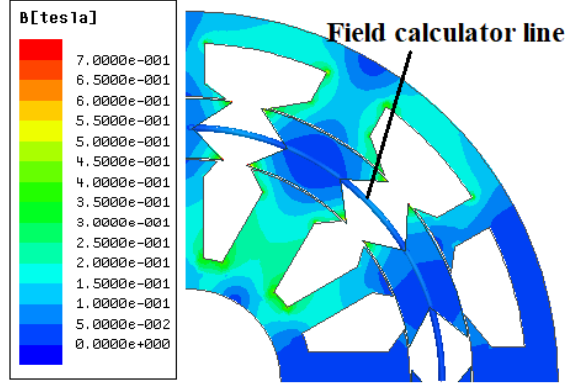 B[tesla]
Field calculator line
7.0000e-001
6.5000e-001
6.0000e-001
5.5000e-001
5.0000e-001
4.5000e-001
4.0000e-001
3.5000e-001
3.0000e-001
2.5000e-001
2.0000e-001
1.5000e-001
1.0000e-001
5.0000e-002
0.0000e+000